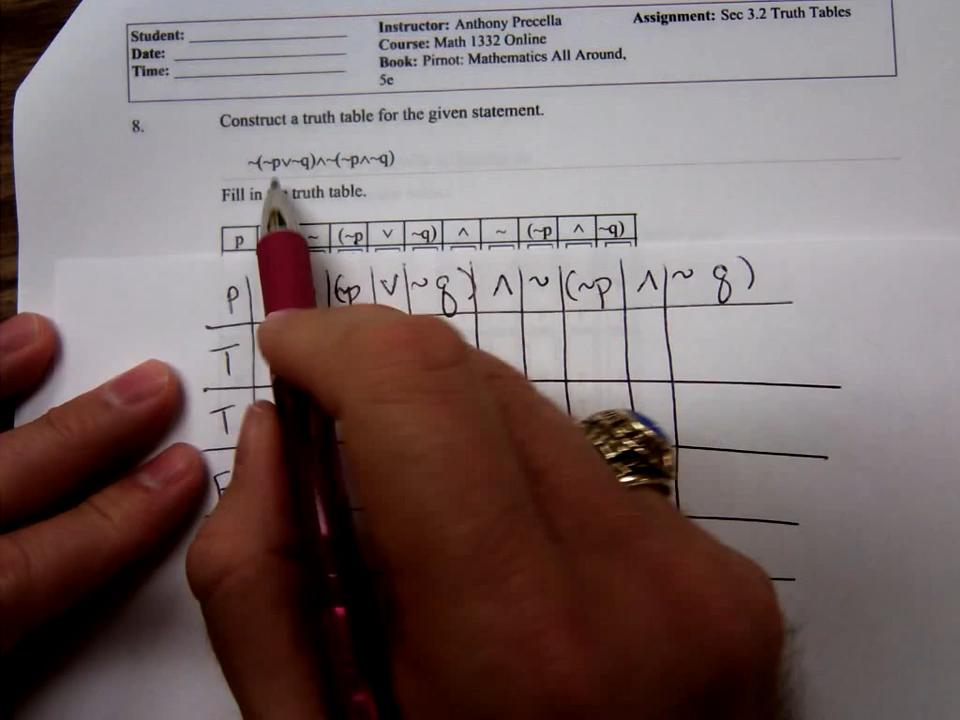 Student: Instructor: Anthony Precella Assignment: Sec 3.2 Truth Tables
Date: Course: Math 1332 Online
Time: Book: Pirnot: Mathematics All Around,
5e
8. Construct a truth table for the given statement.
~(~p∨~q)∧~(~p∧~q)
Fill in truth table.
p ~ (~p ∨ ~q) ∧ ~ (~p ∧ ~q)
P (~p V ~q) ∧ ~ (~p ∧ ~q)
T
T
F